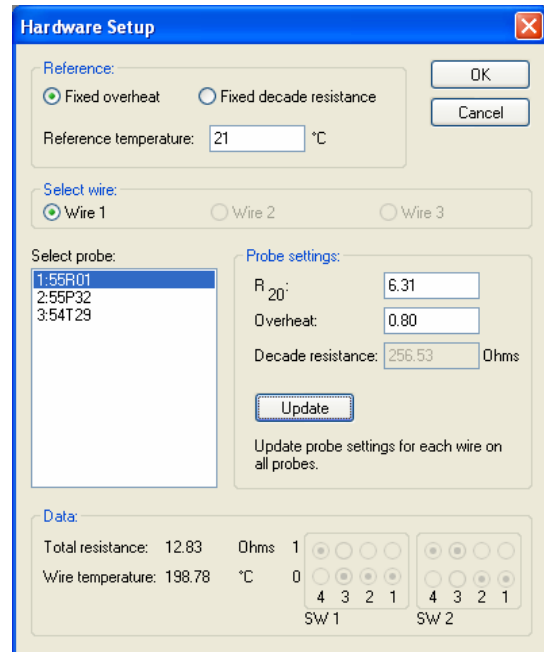 Hardware Setup
Reference:
Fixed overheat
Fixed decade resistance
OK
Cancel
Reference temperature: 21 °C
Select wire:
Wire 1
Wire 2
Wire 3
Select probe:
1:55R01
2:55P32
3:54T29
Probe settings:
R20: 6.31
Overheat: 0.80
Decade resistance: 256.53 Ohms
Update
Update probe settings for each wire on
all probes.
Data:
Total resistance: 12.83 Ohms 1
Wire temperature: 198.78 °C 0
4 3 2 1 4 3 2 1
SW 1 SW 2